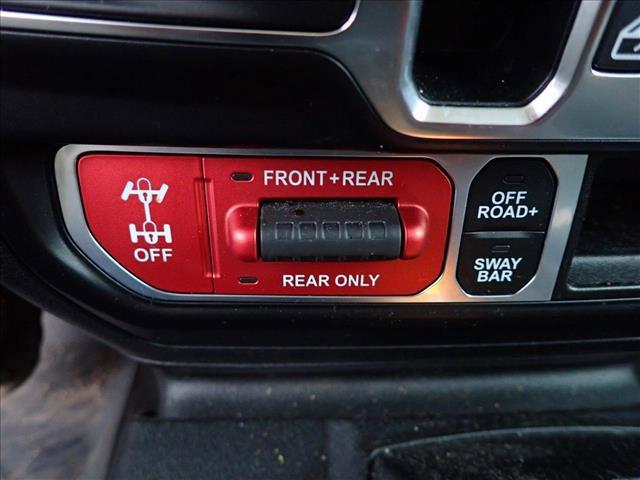 OFF
FRONT+REAR
REAR ONLY
OFF
ROAD+
SWAY
BAR